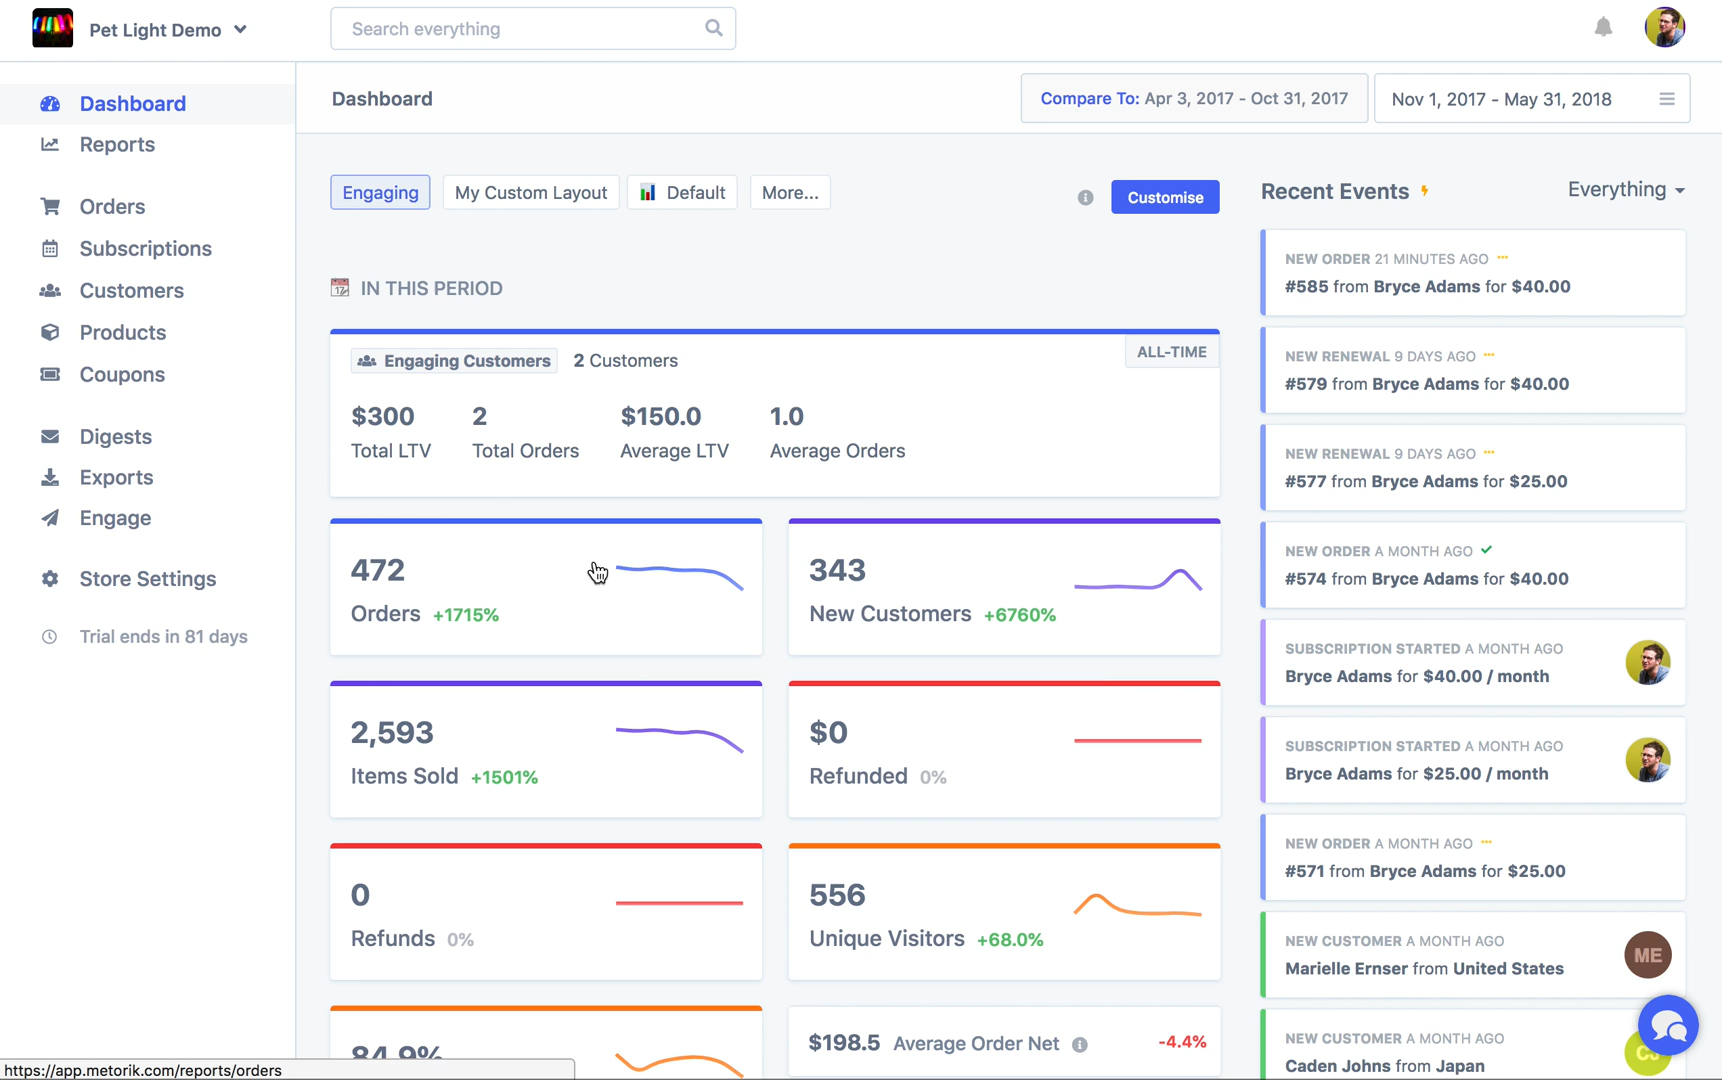 Pet Light Demo
Search everything
Dashboard
Reports
Orders
Subscriptions
Customers
Products
Coupons
Digests
Exports
Engage
Store Settings
Trial ends in 81 days
Dashboard
Compare To: Apr 3, 2017 - Oct 31, 2017
Nov 1, 2017 - May 31, 2018
Engaging
My Custom Layout
Default
More...
Customise
IN THIS PERIOD
Engaging Customers 2 Customers
ALL-TIME
$300 2 $150.0 1.0
Total LTV Total Orders Average LTV Average Orders
472
Orders +1715%
343
New Customers +6760%
2,593
Items Sold +1501%
$0
Refunded 0%
0
Refunds 0%
556
Unique Visitors +68.0%
84.9%
$198.5 Average Order Net -4.4%
Recent Events
Everything
NEW ORDER 21 MINUTES AGO
#585 from Bryce Adams for $40.00
NEW RENEWAL 9 DAYS AGO
#579 from Bryce Adams for $40.00
NEW RENEWAL 9 DAYS AGO
#577 from Bryce Adams for $25.00
NEW ORDER A MONTH AGO
#574 from Bryce Adams for $40.00
SUBSCRIPTION STARTED A MONTH AGO
Bryce Adams for $40.00 / month
SUBSCRIPTION STARTED A MONTH AGO
Bryce Adams for $25.00 / month
NEW ORDER A MONTH AGO
#571 from Bryce Adams for $25.00
NEW CUSTOMER A MONTH AGO
Marielle Ernser from United States
ME
NEW CUSTOMER A MONTH AGO
Caden Johns from Japan
CJ
https://app.metorik.com/reports/orders